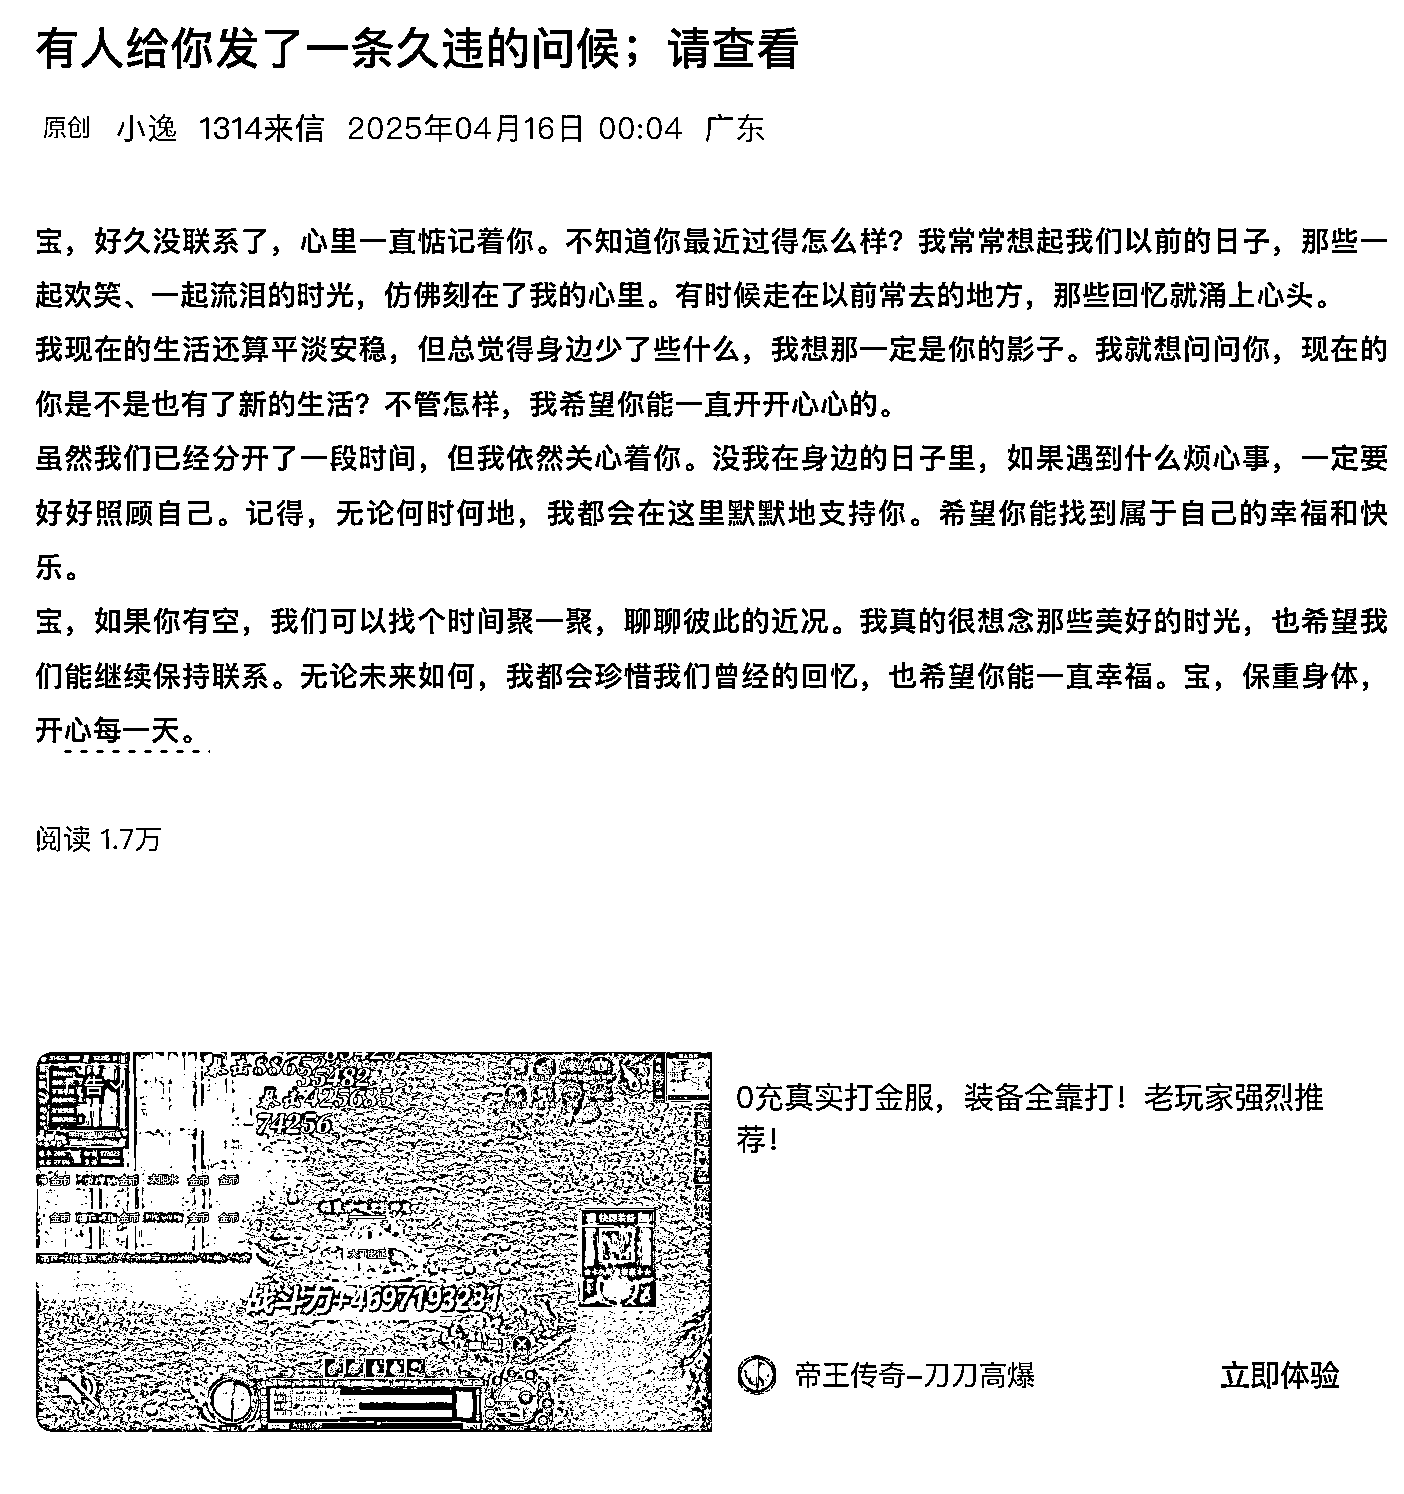 有人给你发了一条久违的问候；请查看
原创 小逸 1314来信 2025年04月16日 00:04 广东
宝，好久没联系了，心里一直惦记着你。不知道你最近过得怎么样？我常常想起我们以前的日子，那些一
起欢笑、一起流泪的时光，仿佛刻在了我的心里。有时候走在以前常去的地方，那些回忆就涌上心头。
我现在的生活还算平淡安稳，但总觉得身边少了些什么，我想那一定是你的影子。我就想问问你，现在的
你是不是也有了新的生活？不管怎样，我希望你能一直开开心心的。
虽然我们已经分开了一段时间，但我依然关心着你。没我在身边的日子里，如果遇到什么烦心事，一定要
好好照顾自己。记得，无论何时何地，我都会在这里默默地支持你。希望你能找到属于自己的幸福和快
乐。
宝，如果你有空，我们可以找个时间聚一聚，聊聊彼此的近况。我真的很想念那些美好的时光，也希望我
们能继续保持联系。无论未来如何，我都会珍惜我们曾经的回忆，也希望你能一直幸福。宝，保重身体，
开心每一天。
阅读 1.7万
74256
战斗力+4697193281
0充真实打金服，装备全靠打！老玩家强烈推
荐！
帝王传奇-刀刀高爆
立即体验